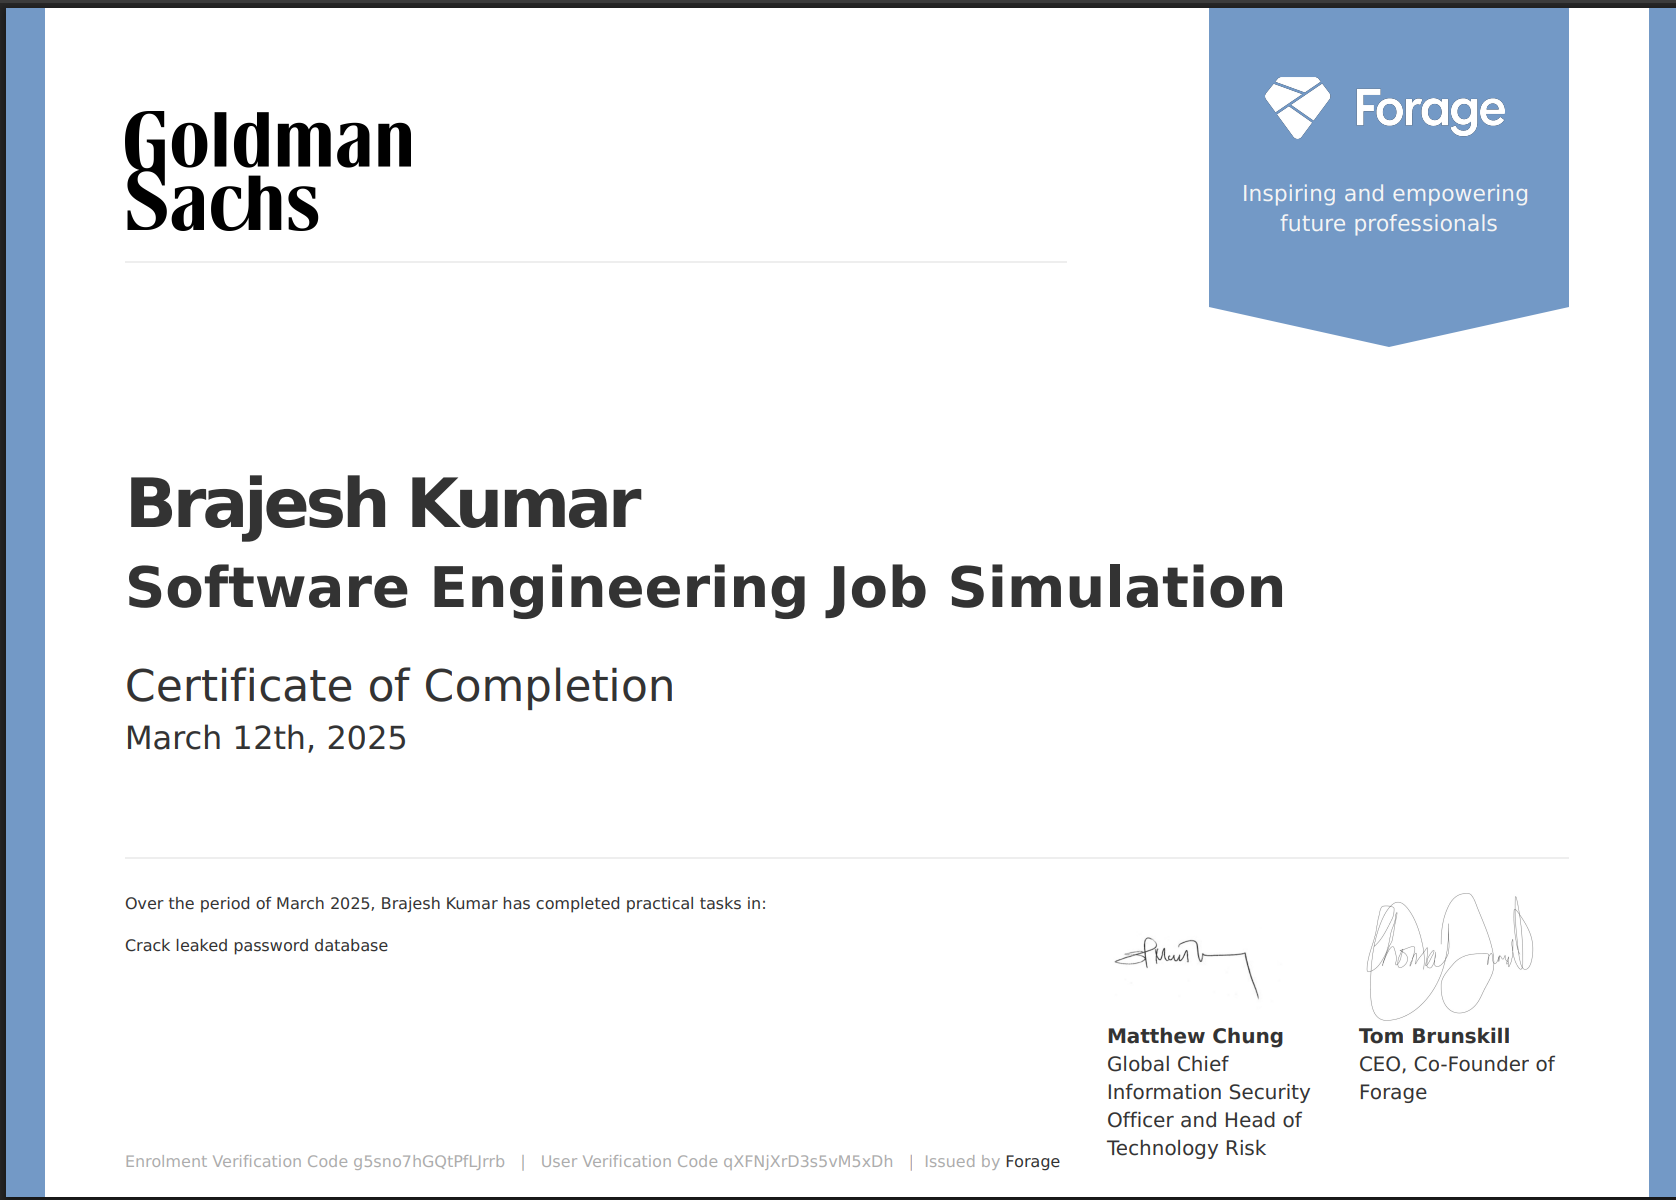 Goldman
Sachs
Forage
Inspiring and empowering
future professionals
Brajesh Kumar
Software Engineering Job Simulation
Certificate of Completion
March 12th, 2025
Over the period of March 2025, Brajesh Kumar has completed practical tasks in:
Crack leaked password database
Matthew Chung
Global Chief
Information Security
Officer and Head of
Technology Risk
Tom Brunskill
CEO, Co-Founder of
Forage
Enrolment Verification Code g5sno7hGQtPfLJrrb | User Verification Code qXFNjXrD3s5vM5xDh | Issued by Forage